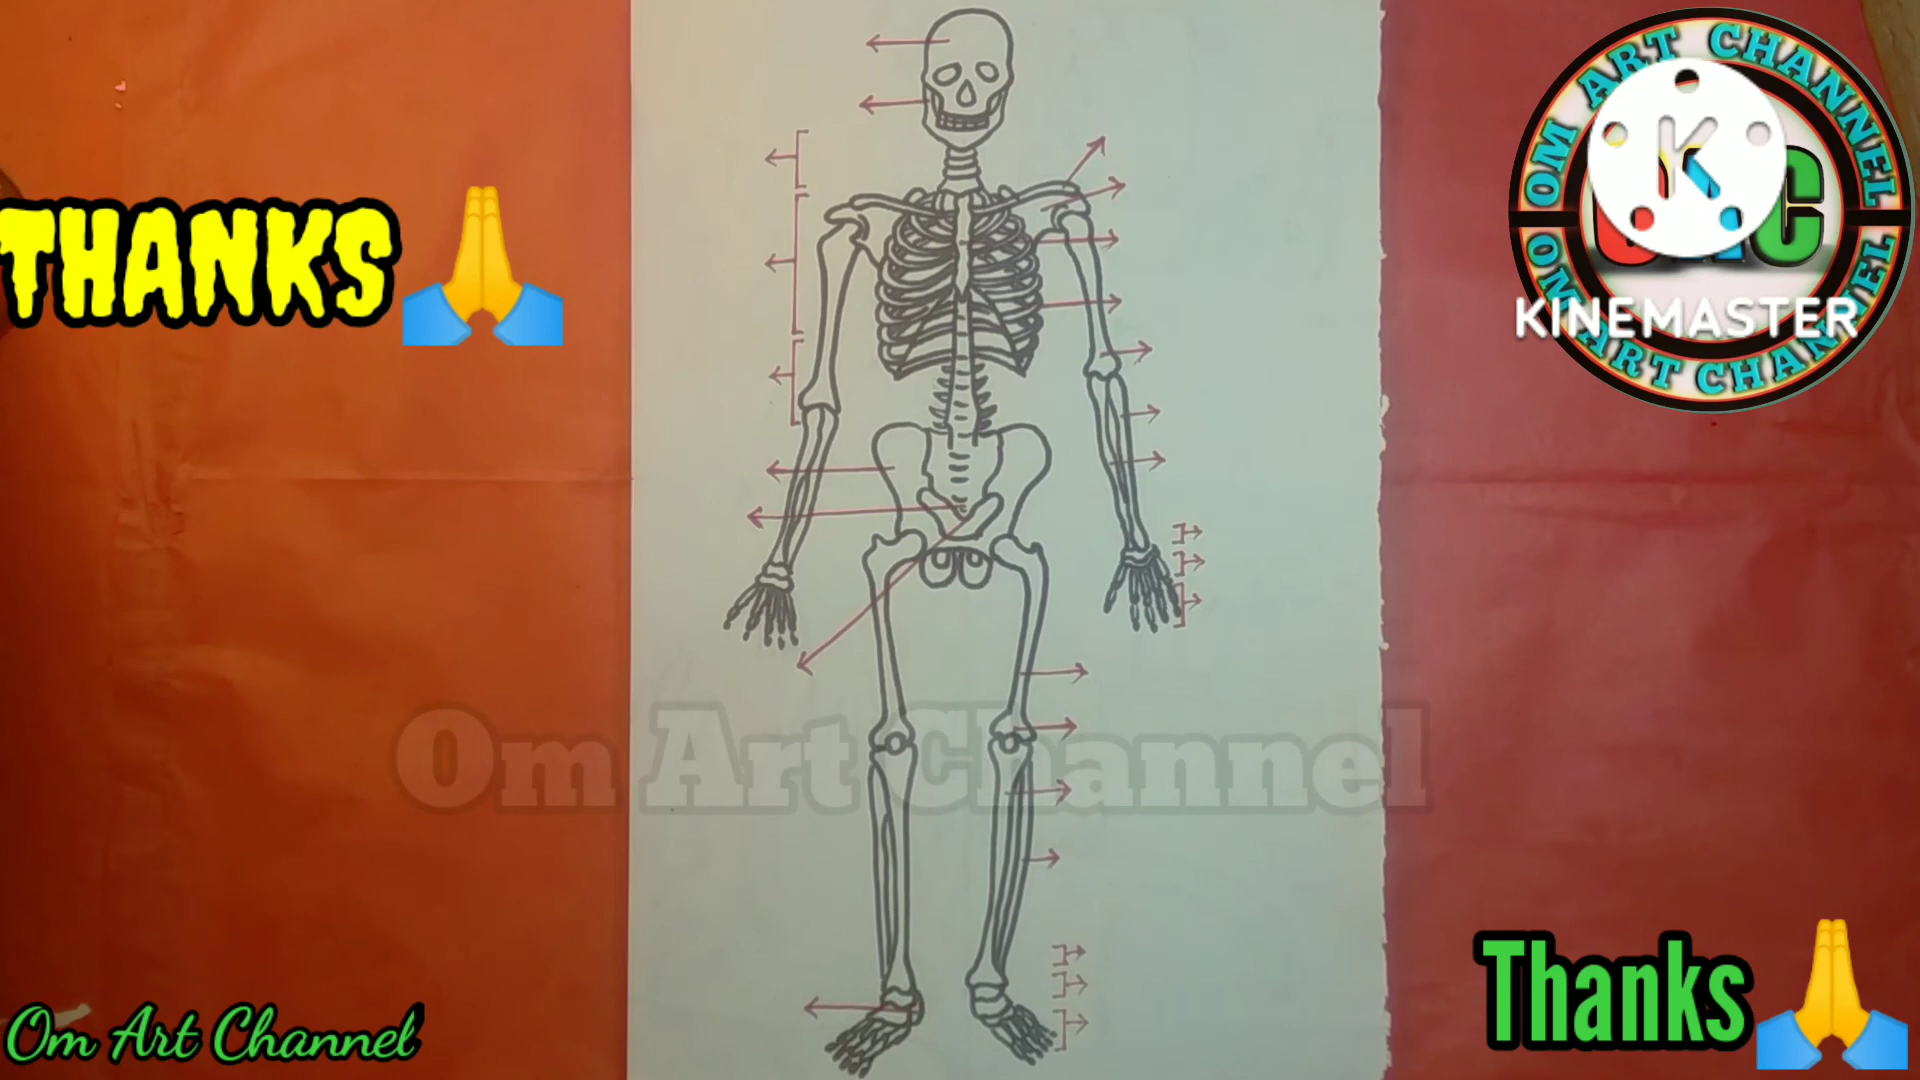 OM ART CHANNEL
K
C
KINEMASTER
OM ART CHANNEL
THANKS🙏
Om Art Channel
Thanks🙏
Om Art Channel